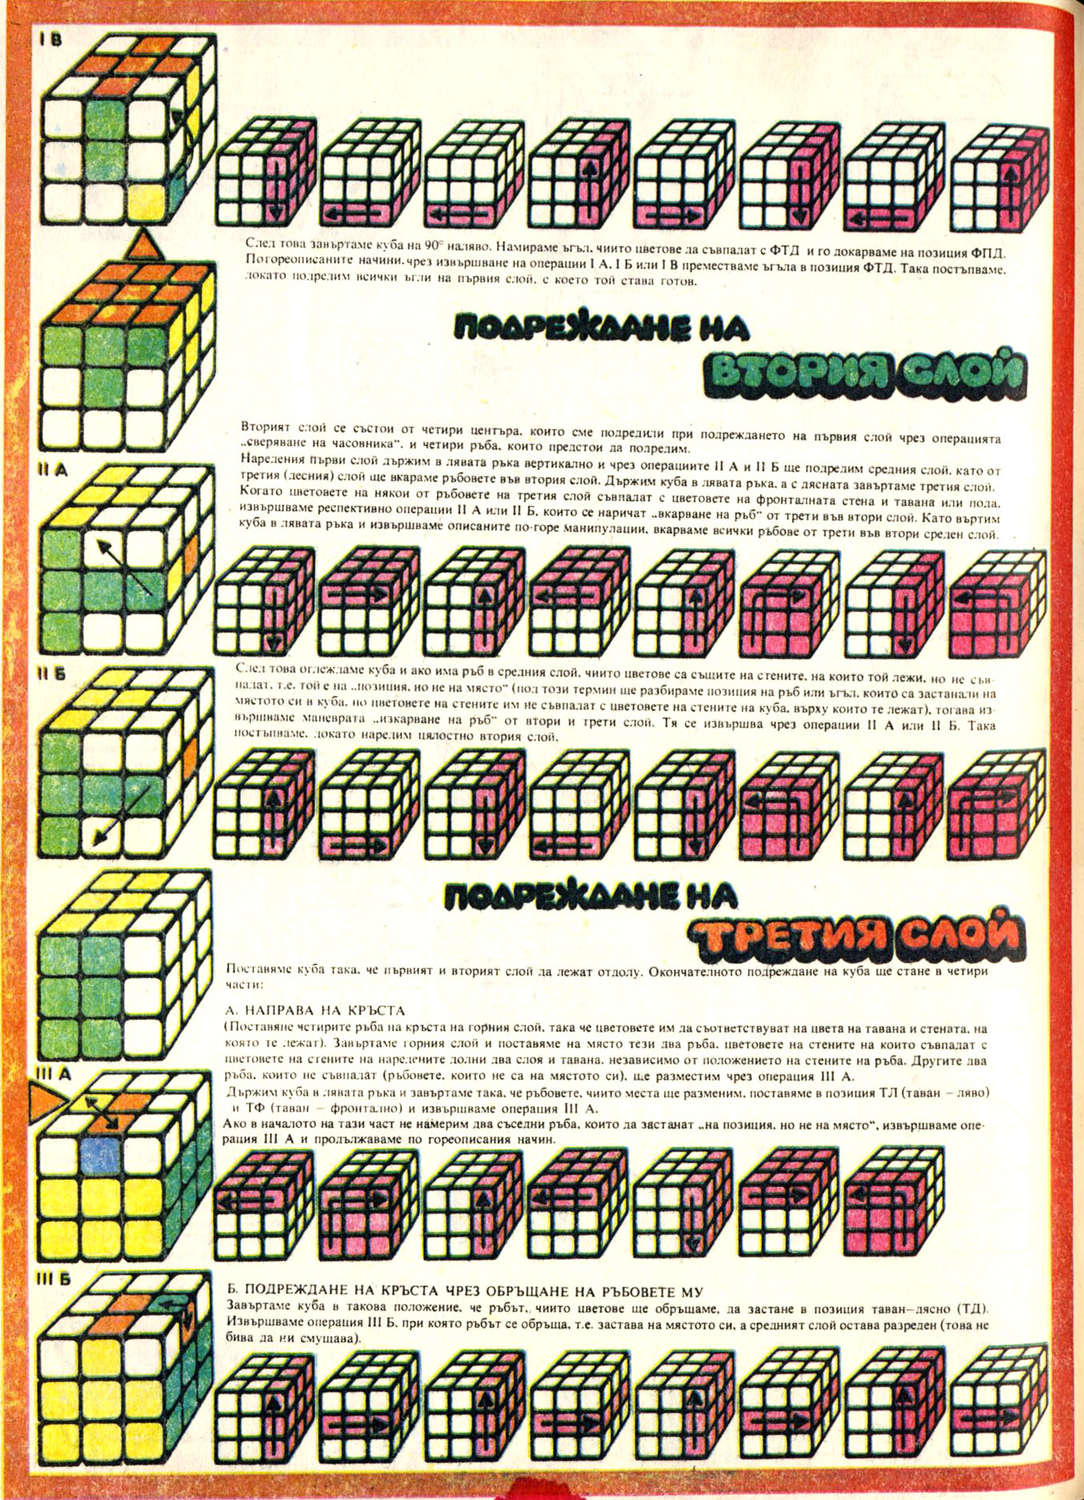 I В
След това завъртаме куба на 90° наляво. Намираме ъгъл, чиито цветове да съвпадат с ФТД и го докарваме на позиция ФПД.
По гореописаните начини, чрез извършване на операции I А, I Б или I В преместваме ъгъла в позиция ФТД. Така постъпваме,
докато подредим всички ъгли на първия слой, с което той става готов.
ПОДРЕЖДАНЕ НА
ВТОРИЯ СЛОЙ
Вторият слой се състои от четири центъра, които сме подредили при подреждането на първия слой чрез операцията
„сверяване на часовника“, и четири ръба, които предстои да подредим.
Наредения първи слой държим в лявата ръка вертикално и чрез операциите II А и II Б ще подредим средния слой, като от
третия (десния) слой ще вкараме ръбовете във втория слой. Държим куба в лявата ръка, а с дясната завъртаме третия слой.
Когато цветовете на някои от ръбовете на третия слой съвпадат с цветовете на фронталната стена и тавана или пода,
извършваме респективно операции II А или II Б, които се наричат „вкарване на ръб“ от трети във втори слой. Като въртим
куба в лявата ръка и извършваме описаните по-горе манипулации, вкарваме всички ръбове от трети във втори среден слой.
II А
II Б
След това оглеждаме куба и ако има ръб в средния слой, чиито цветове са същите на стените, на които той лежи, но не съв-
падат, т.е. той е на „позиция, но не на място“ (под този термин ще разбираме позиция на ръб или ъгъл, които са застанали на
мястото си в куба, но цветовете на стените им не съвпадат с цветовете на стените на куба, върху които те лежат), тогава из-
вършваме маневрата „изкарване на ръб“ от втори и трети слой. Тя се извършва чрез операции II А или II Б. Така
постъпваме, докато наредим цялостно втория слой.
ПОДРЕЖДАНЕ НА
ТРЕТИЯ СЛОЙ
Поставяме куба така, че първият и вторият слой да лежат отдолу. Окончателното подреждане на куба ще стане в четири
части:
А. НАПРАВА НА КРЪСТА
(Поставяне четирите ръба на кръста на горния слой, така че цветовете им да съответствуват на цвета на тавана и стената, на
която те лежат). Завъртаме горния слой и поставяме на място тези два ръба, цветовете на стените на които съвпадат с
цветовете на стените на наредените долни два слоя и тавана, независимо от положението на стените на ръба. Другите два
ръба, които не съвпадат (ръбовете, които не са на мястото си), ще разместим чрез операция III А.
Държим куба в лявата ръка и завъртаме така, че ръбовете, чиито места ще разменим, поставяме в позиция ТЛ (таван – ляво)
и ТФ (таван – фронтално) и извършваме операция III А.
Ако в началото на тази част не намерим два съседни ръба, които да застанат „на позиция, но не на място“, извършваме опе-
рация III А и продължаваме по гореописания начин.
III А
III Б
Б. ПОДРЕЖДАНЕ НА КРЪСТА ЧРЕЗ ОБРЪЩАНЕ НА РЪБОВЕТЕ МУ
Завъртаме куба в такова положение, че ръбът, чиито цветове ще обръщаме, да застане в позиция таван–дясно (ТД).
Извършваме операция III Б, при която ръбът се обръща, т.е. застава на мястото си, а средният слой остава разреден (това не
бива да ни смущава).